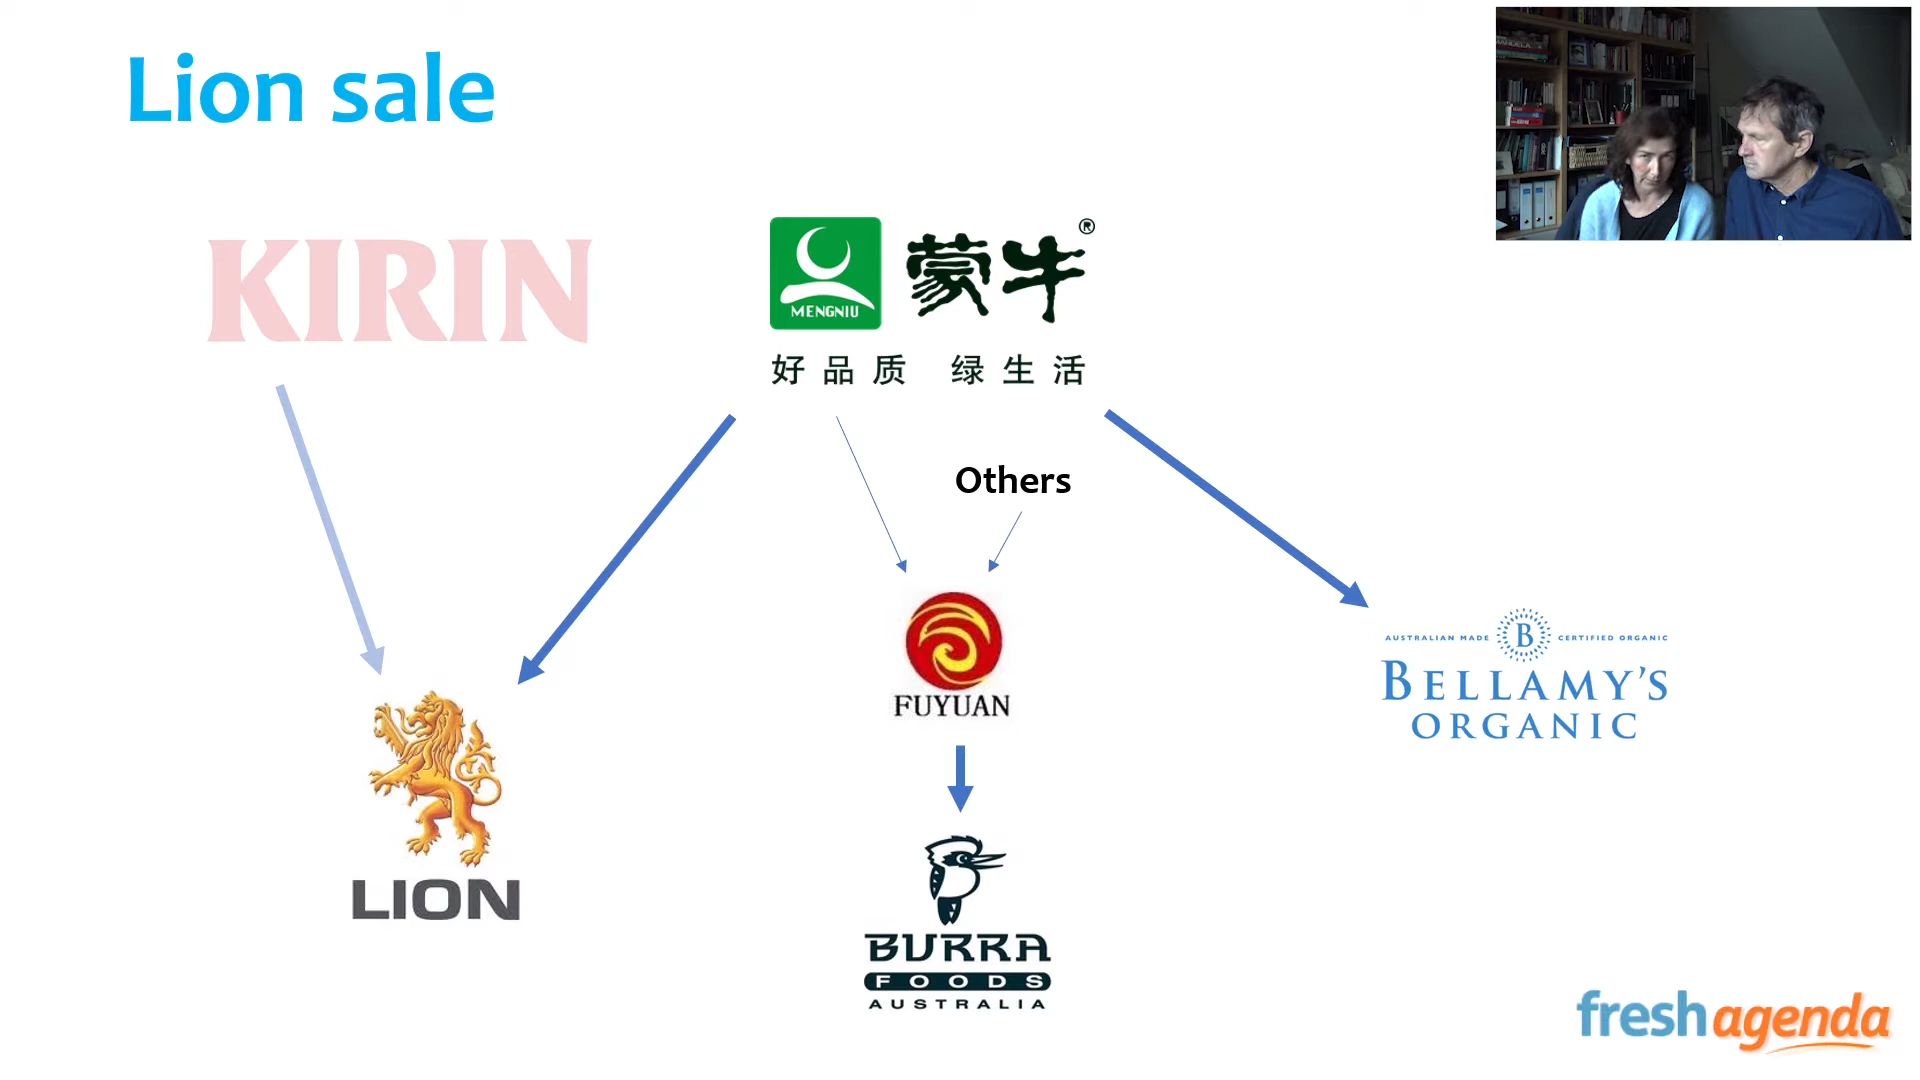 Lion sale
KIRIN
MENGNIU
蒙牛®
好品质 绿生活
Others
FUYUAN
AUSTRALIAN MADE B CERTIFIED ORGANIC
BELLAMY'S
ORGANIC
LION
BURRA
FOODS
AUSTRALIA
freshagenda